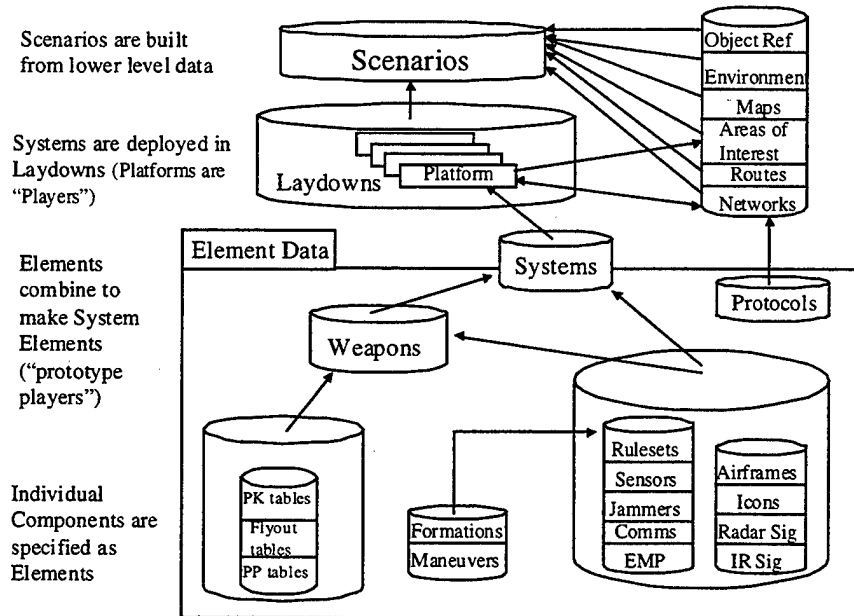 Scenarios are built
from lower level data
Scenarios
Object Ref
Environment
Maps
Areas of
Interest
Routes
Networks
Systems are deployed in
Laydowns (Platforms are
“Players”)
Laydowns
Platform
Element Data
Systems
Protocols
Elements
combine to
make System
Elements
(“prototype
players”)
Weapons
Individual
Components are
specified as
Elements
PK tables
Flyout
tables
PP tables
Formations
Maneuvers
Rulesets
Sensors
Jammers
Comms
EMP
Airframes
Icons
Radar Sig
IR Sig